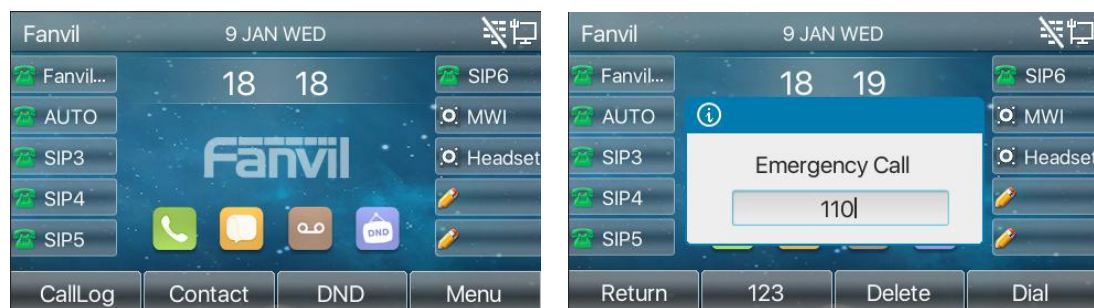 Fanvil 9 JAN WED
Fanvil... 18 18 SIP6
AUTO MWI
SIP3 Fanvil Headset
SIP4
SIP5 DND
CallLog Contact DND Menu
Fanvil 9 JAN WED
Fanvil... 18 19 SIP6
AUTO MWI
SIP3 Emergency Call Headset
SIP4 110
SIP5
Return 123 Delete Dial